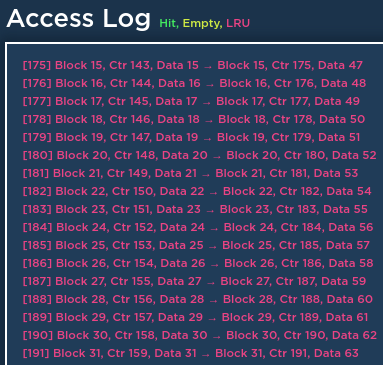 Access Log Hit, Empty, LRU
[175] Block 15, Ctr 143, Data 15 → Block 15, Ctr 175, Data 47
[176] Block 16, Ctr 144, Data 16 → Block 16, Ctr 176, Data 48
[177] Block 17, Ctr 145, Data 17 → Block 17, Ctr 177, Data 49
[178] Block 18, Ctr 146, Data 18 → Block 18, Ctr 178, Data 50
[179] Block 19, Ctr 147, Data 19 → Block 19, Ctr 179, Data 51
[180] Block 20, Ctr 148, Data 20 → Block 20, Ctr 180, Data 52
[181] Block 21, Ctr 149, Data 21 → Block 21, Ctr 181, Data 53
[182] Block 22, Ctr 150, Data 22 → Block 22, Ctr 182, Data 54
[183] Block 23, Ctr 151, Data 23 → Block 23, Ctr 183, Data 55
[184] Block 24, Ctr 152, Data 24 → Block 24, Ctr 184, Data 56
[185] Block 25, Ctr 153, Data 25 → Block 25, Ctr 185, Data 57
[186] Block 26, Ctr 154, Data 26 → Block 26, Ctr 186, Data 58
[187] Block 27, Ctr 155, Data 27 → Block 27, Ctr 187, Data 59
[188] Block 28, Ctr 156, Data 28 → Block 28, Ctr 188, Data 60
[189] Block 29, Ctr 157, Data 29 → Block 29, Ctr 189, Data 61
[190] Block 30, Ctr 158, Data 30 → Block 30, Ctr 190, Data 62
[191] Block 31, Ctr 159, Data 31 → Block 31, Ctr 191, Data 63